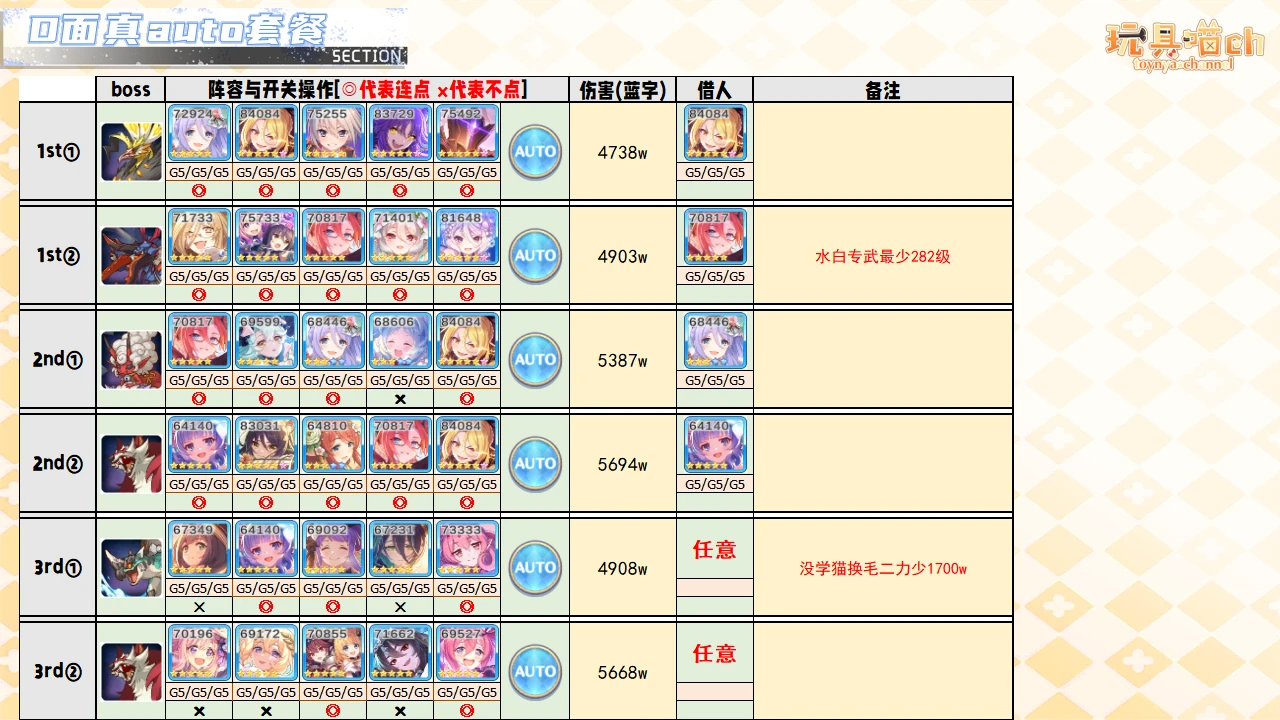 D面真auto套餐
SECTION
玩具喵ch
toynya channel
boss 阵容与开关操作[◎代表连点 ×代表不点] 伤害(蓝字) 借人 备注
72924 84084 75255 83729 75492 84084
1st① AUTO 4738w
G5/G5/G5 G5/G5/G5 G5/G5/G5 G5/G5/G5 G5/G5/G5 G5/G5/G5
◎ ◎ ◎ ◎ ◎
71733 75733 70817 71401 81648 70817
1st② AUTO 4903w 水白专武最少282级
G5/G5/G5 G5/G5/G5 G5/G5/G5 G5/G5/G5 G5/G5/G5 G5/G5/G5
◎ ◎ ◎ ◎ ◎
70817 69599 68446 68606 84084 68446
2nd① AUTO 5387w
G5/G5/G5 G5/G5/G5 G5/G5/G5 G5/G5/G5 G5/G5/G5 G5/G5/G5
◎ ◎ ◎ × ◎
64140 83031 64810 70817 84084 64140
2nd② AUTO 5694w
G5/G5/G5 G5/G5/G5 G5/G5/G5 G5/G5/G5 G5/G5/G5 G5/G5/G5
◎ ◎ ◎ ◎ ◎
67349 64140 69092 67231 73333 任意
3rd① AUTO 4908w 没学猫换毛二力少1700w
G5/G5/G5 G5/G5/G5 G5/G5/G5 G5/G5/G5 G5/G5/G5
× ◎ ◎ × ◎
70196 69172 70855 71662 69527 任意
3rd② AUTO 5668w
G5/G5/G5 G5/G5/G5 G5/G5/G5 G5/G5/G5 G5/G5/G5
× × ◎ × ◎